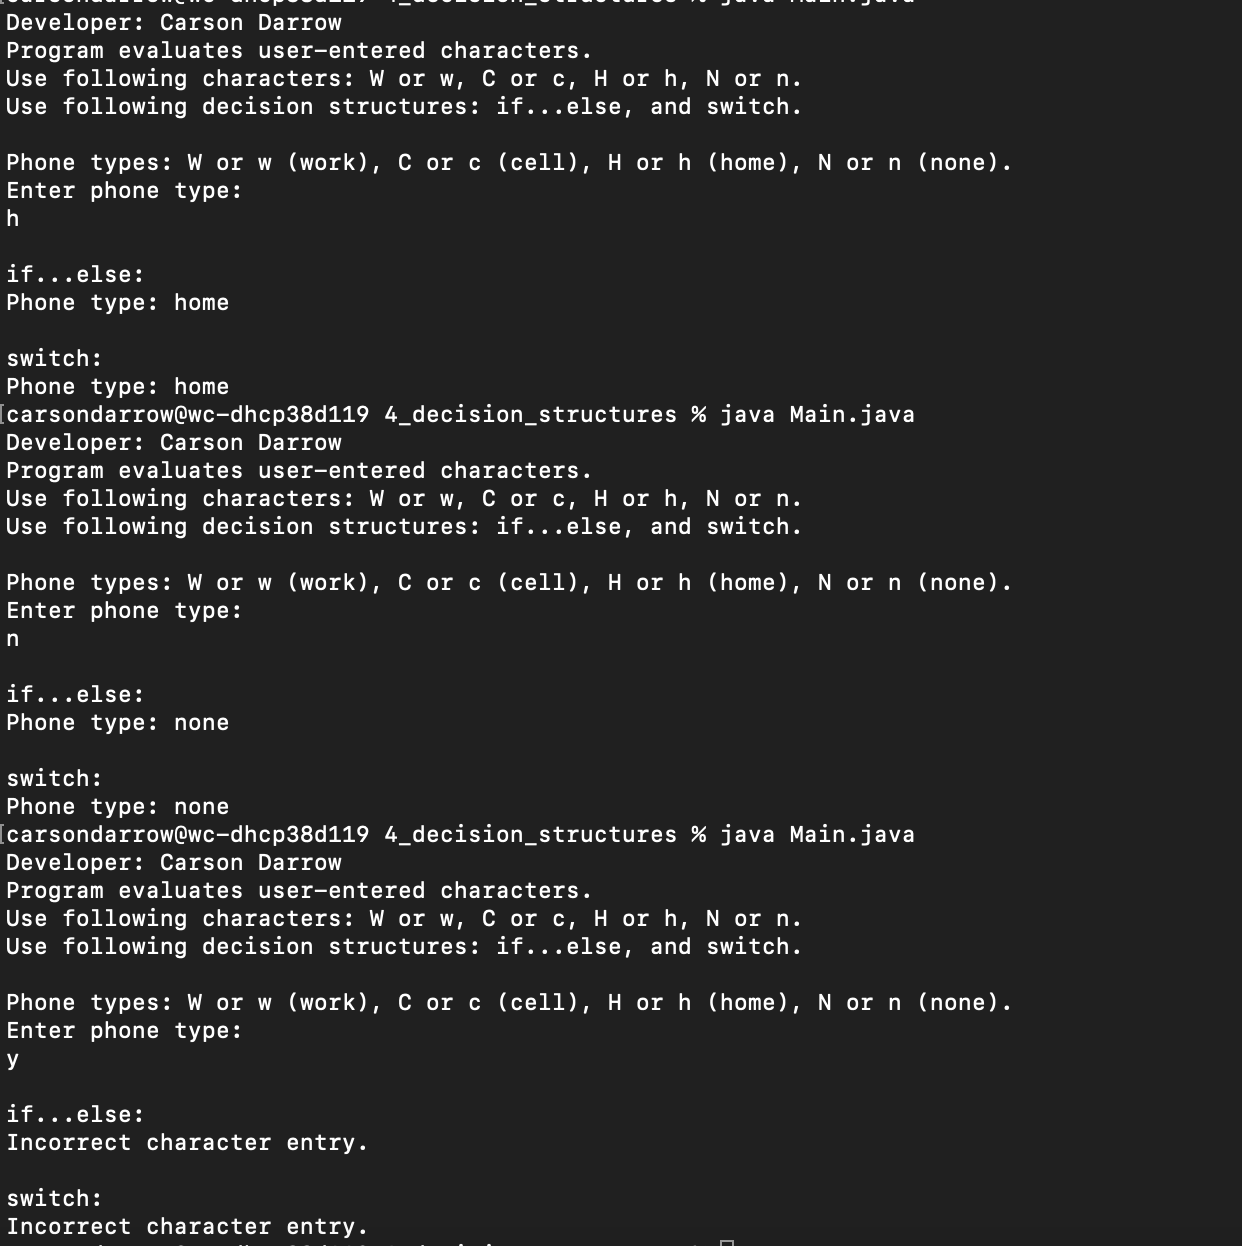 carsondarrow@wc-dhcp38d119 4_decision_structures % java Main.java
Developer: Carson Darrow
Program evaluates user-entered characters.
Use following characters: W or w, C or c, H or h, N or n.
Use following decision structures: if...else, and switch.
Phone types: W or w (work), C or c (cell), H or h (home), N or n (none).
Enter phone type:
h
if...else:
Phone type: home
switch:
Phone type: home
[carsondarrow@wc-dhcp38d119 4_decision_structures % java Main.java
Developer: Carson Darrow
Program evaluates user-entered characters.
Use following characters: W or w, C or c, H or h, N or n.
Use following decision structures: if...else, and switch.
Phone types: W or w (work), C or c (cell), H or h (home), N or n (none).
Enter phone type:
n
if...else:
Phone type: none
switch:
Phone type: none
[carsondarrow@wc-dhcp38d119 4_decision_structures % java Main.java
Developer: Carson Darrow
Program evaluates user-entered characters.
Use following characters: W or w, C or c, H or h, N or n.
Use following decision structures: if...else, and switch.
Phone types: W or w (work), C or c (cell), H or h (home), N or n (none).
Enter phone type:
y
if...else:
Incorrect character entry.
switch:
Incorrect character entry.